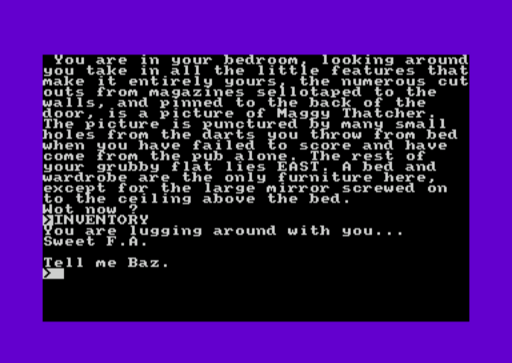 You are in your bedroom, looking around
you take in all the little features that
make it entirely yours, the numerous cut
outs from magazines sellotaped to the
walls, and pinned to the back of the
door, is a picture of Maggy Thatcher.
The picture is punctured by many small
holes from the darts you throw from bed
when you have failed to score and have
come from the pub alone. The rest of
your grubby flat lies EAST. A bed and
wardrobe are the only furniture here,
except for the large mirror screwed on
to the ceiling above the bed.
Wot now ?
>INVENTORY
You are lugging around with you...
Sweet F.A.
Tell me Baz.
>